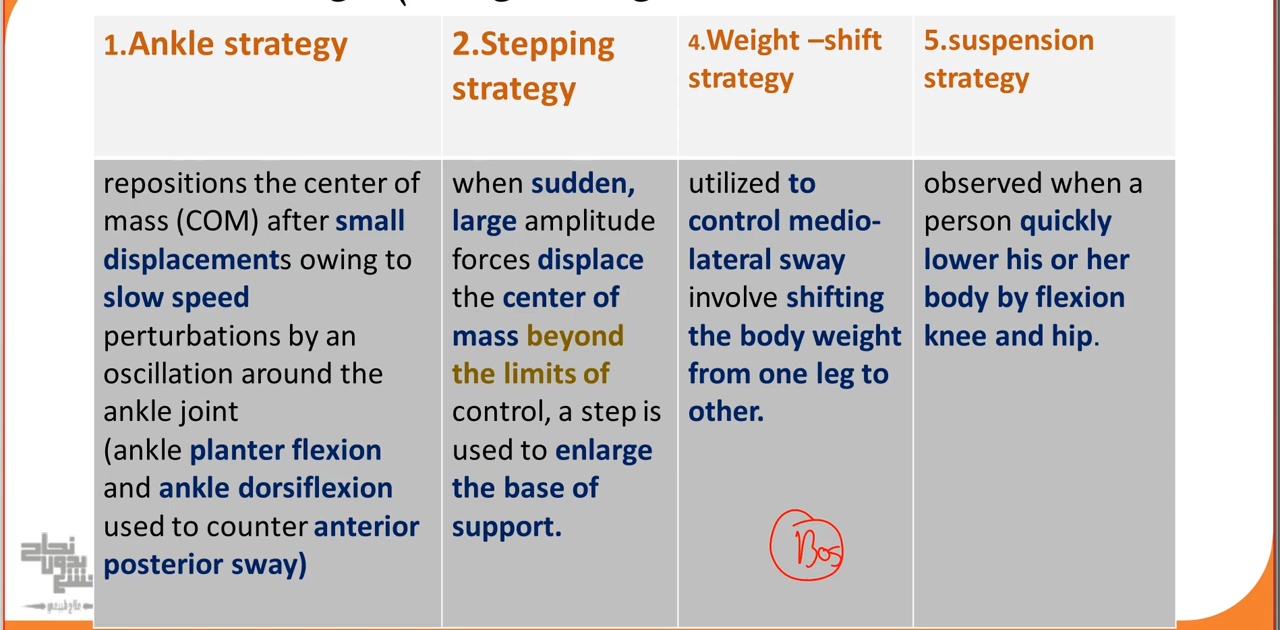 1.Ankle strategy
2.Stepping
strategy
4.Weight –shift
strategy
5.suspension
strategy
repositions the center of
mass (COM) after small
displacements owing to
slow speed
perturbations by an
oscillation around the
ankle joint
(ankle planter flexion
and ankle dorsiflexion
used to counter anterior
posterior sway)
when sudden,
large amplitude
forces displace
the center of
mass beyond
the limits of
control, a step is
used to enlarge
the base of
support.
utilized to
control medio-
lateral sway
involve shifting
the body weight
from one leg to
other.
Bos
observed when a
person quickly
lower his or her
body by flexion
knee and hip.